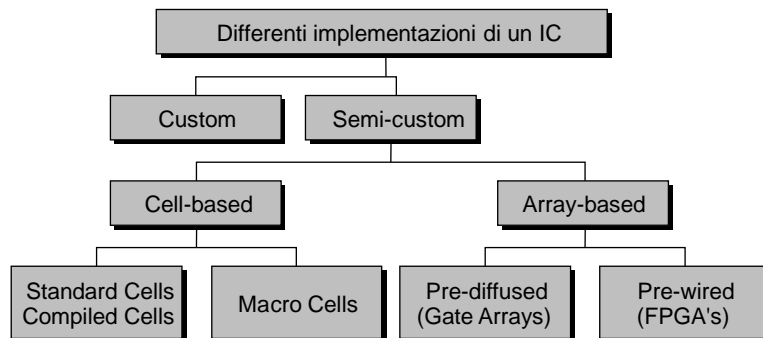 Differenti implementazioni di un IC
Custom
Semi-custom
Cell-based
Array-based
Standard Cells
Compiled Cells
Macro Cells
Pre-diffused
(Gate Arrays)
Pre-wired
(FPGA's)